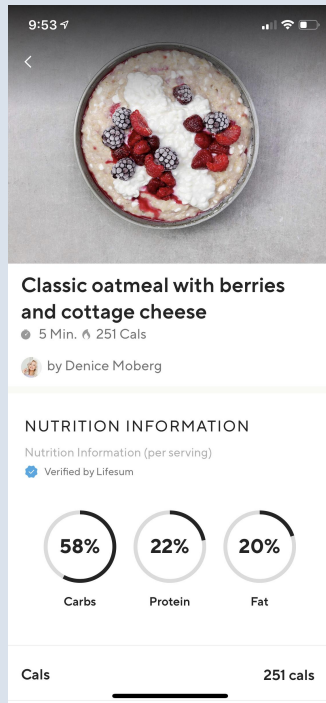 9:53
Classic oatmeal with berries
and cottage cheese
5 Min. 251 Cals
by Denice Moberg
NUTRITION INFORMATION
Nutrition Information (per serving)
Verified by Lifesum
58% 22% 20%
Carbs Protein Fat
Cals 251 cals